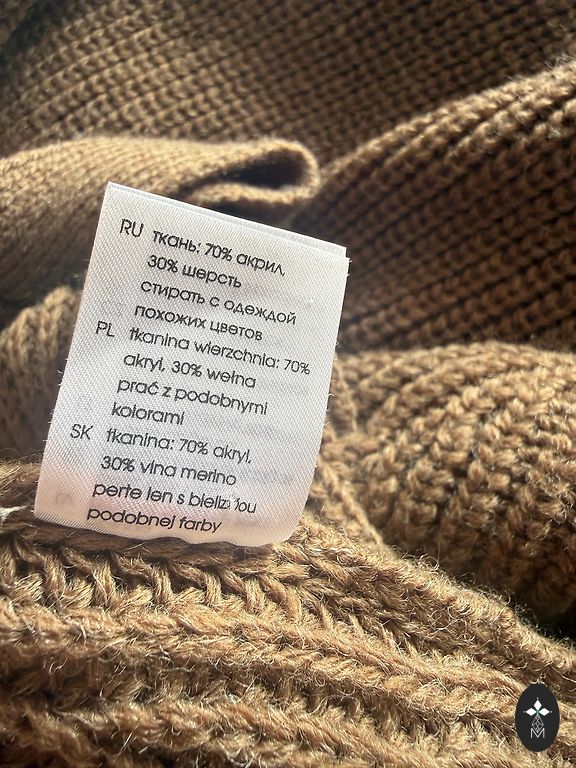 RU ткань: 70% акрил,
30% шерсть
стирать с одеждой
похожих цветов
PL tkanina wierzchnia: 70%
akryl, 30% wełna
prać z podobnymi
kolorami
SK tkanina: 70% akryl,
30% vlna merino
perte len s bielizňou
podobnej farby
M